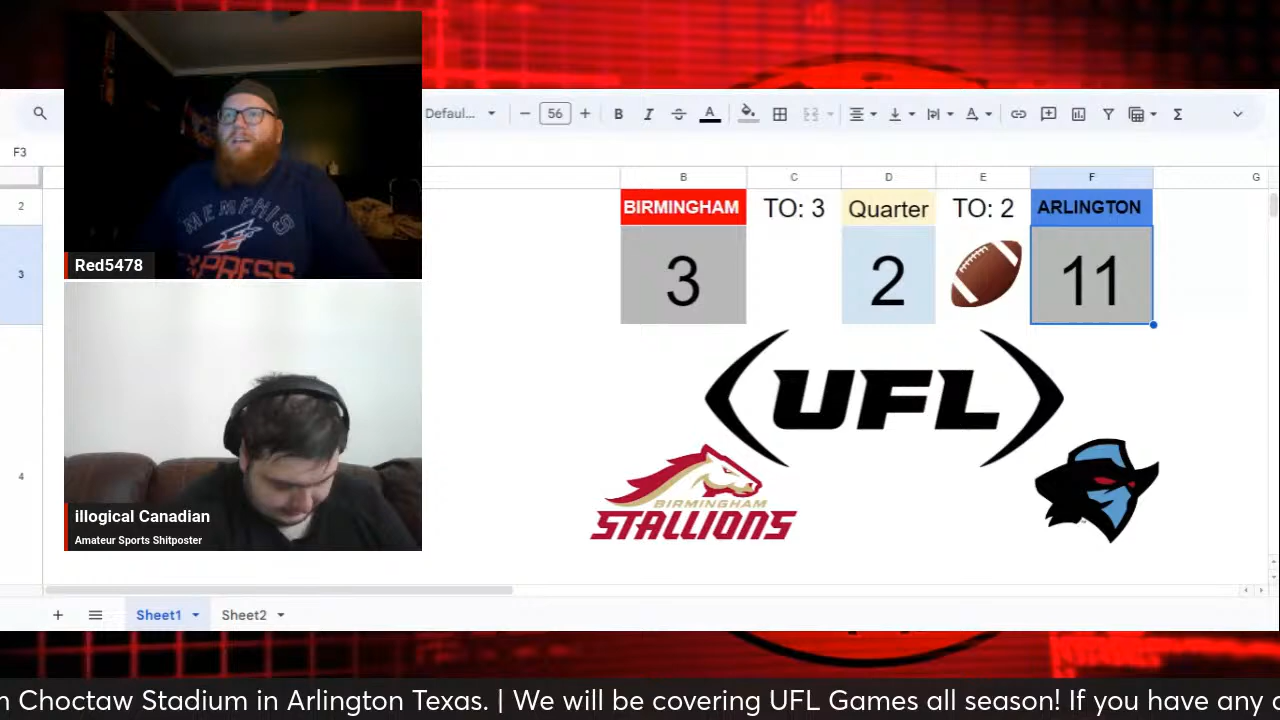 MEMPHIS
EXPRESS
Red5478
illogical Canadian
Amateur Sports Shitposter
Defaul...
56
B
I
A
Σ
F3
B
C
D
E
F
G
2
BIRMINGHAM
TO: 3
Quarter
TO: 2
ARLINGTON
3
3
2
11
UFL
4
BIRMINGHAM
STALLIONS
Sheet1
Sheet2
n Choctaw Stadium in Arlington Texas. | We will be covering UFL Games all season! If you have any